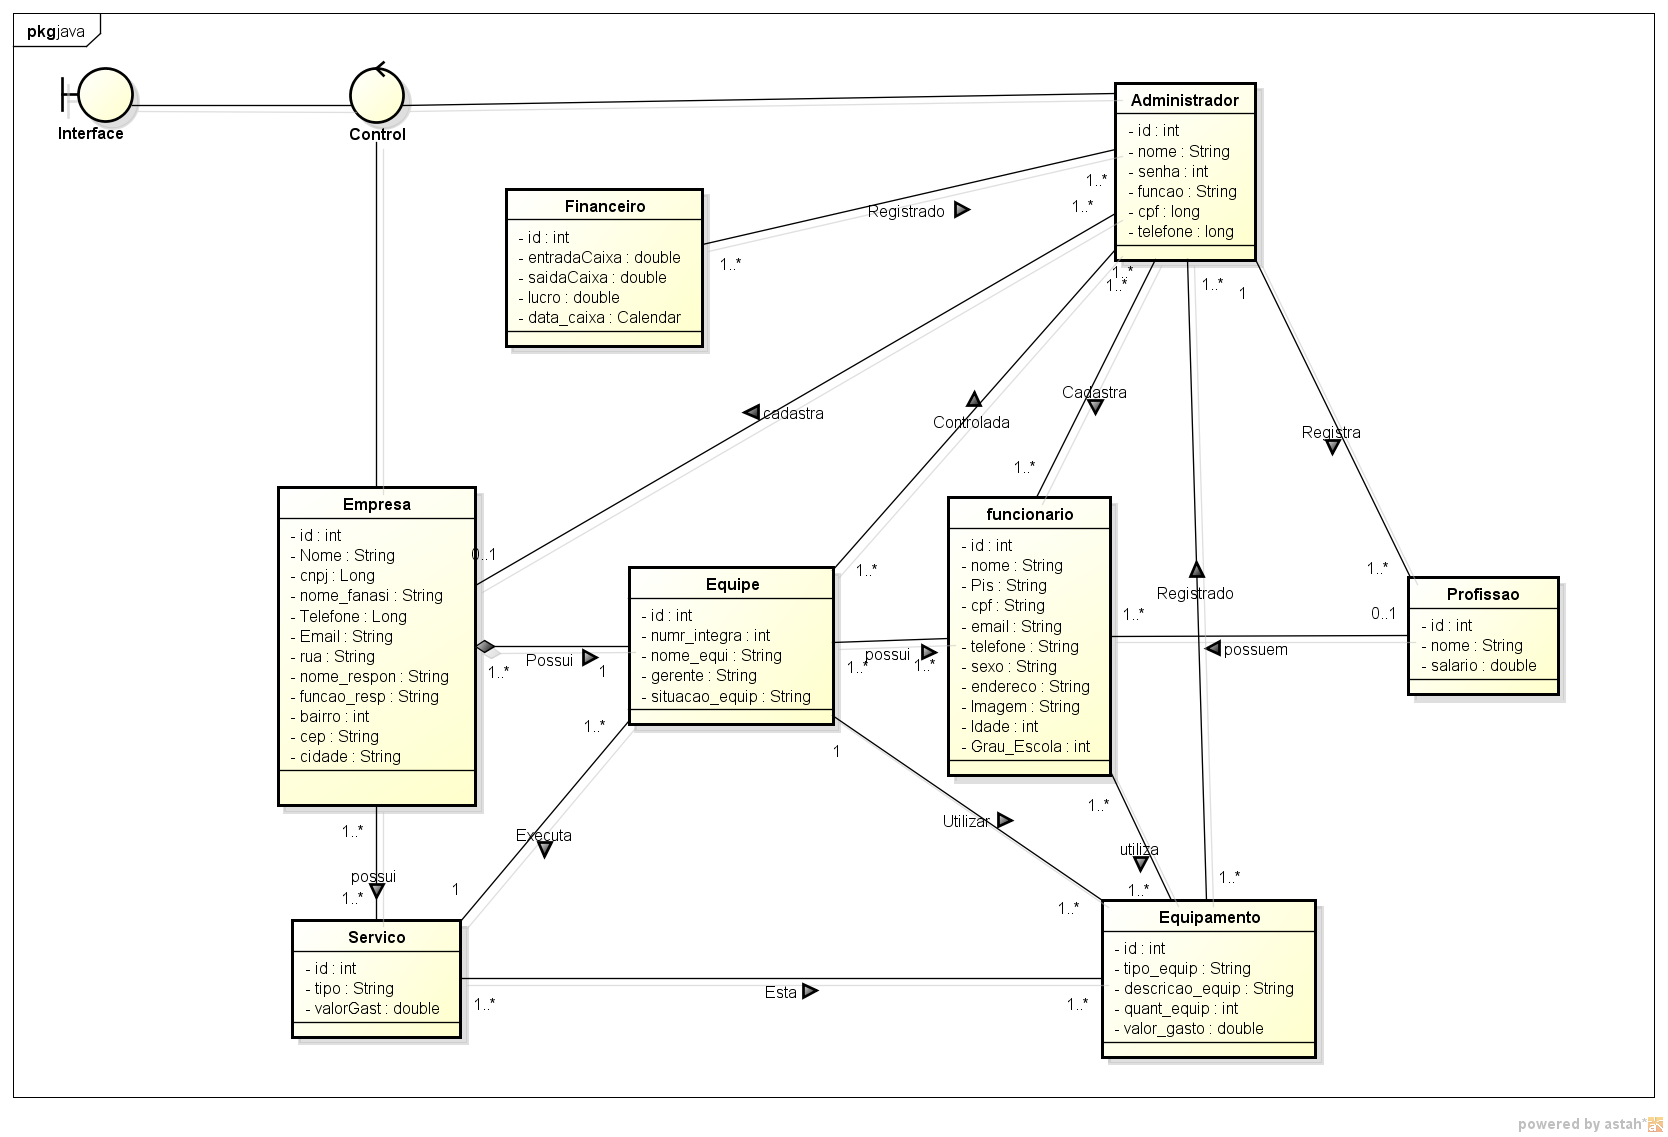 pkg java
Interface
Control
Administrador
- id : int
- nome : String
- senha : int
- funcao : String
- cpf : long
- telefone : long
Financeiro
- id : int
- entradaCaixa : double
- saidaCaixa : double
- lucro : double
- data_caixa : Calendar
1..*
Registrado
1..*
1..*
1..*
1..*
1..*
1
1..*
cadastra
Controlada
Cadastra
Registra
1..*
Empresa
- id : int
- Nome : String
- cnpj : Long
- nome_fanasi : String
- Telefone : Long
- Email : String
- rua : String
- nome_respon : String
- funcao_resp : String
- bairro : int
- cep : String
- cidade : String
0..1
Equipe
- id : int
- numr_integra : int
- nome_equi : String
- gerente : String
- situacao_equip : String
1..*
funcionario
- id : int
- nome : String
- Pis : String
- cpf : String
- email : String
- telefone : String
- sexo : String
- endereco : String
- Imagem : String
- Idade : int
- Grau_Escola : int
Registrado
1..*
1..*
0..1
possuem
Profissao
- id : int
- nome : String
- salario : double
Possui
1..*
1
possui
1..*
1..*
1..*
1
1..*
1..*
possui
1..*
Executa
1
Utilizar
1..*
utiliza
1..*
1..*
Servico
- id : int
- tipo : String
- valorGast : double
1..*
Esta
1..*
Equipamento
- id : int
- tipo_equip : String
- descricao_equip : String
- quant_equip : int
- valor_gasto : double
powered by astah*